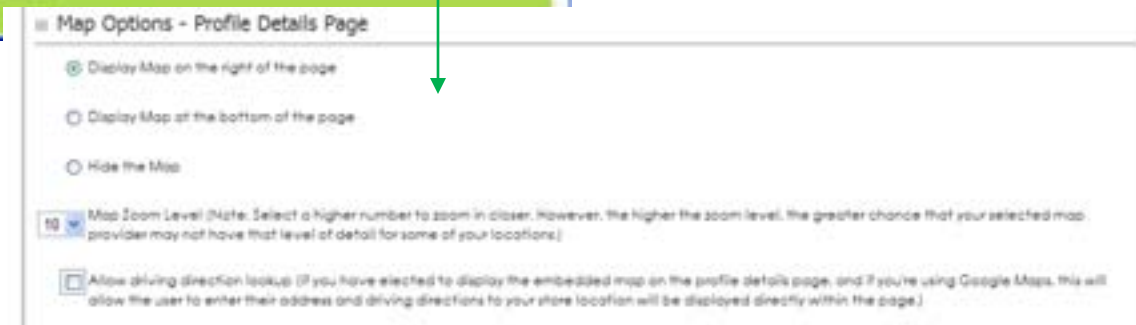 Map Options - Profile Details Page
Display Map on the right of the page
Display Map at the bottom of the page
Hide the Map
10 Map Zoom Level (Note: Select a higher number to zoom in closer. However, the higher the zoom level, the greater chance that your selected map
provider may not have that level of detail for some of your locations.)
Allow driving direction lookup (If you have elected to display the embedded map on the profile details page, and if you're using Google Maps, this will
allow the user to enter their address and driving directions to your store location will be displayed directly within the page.)